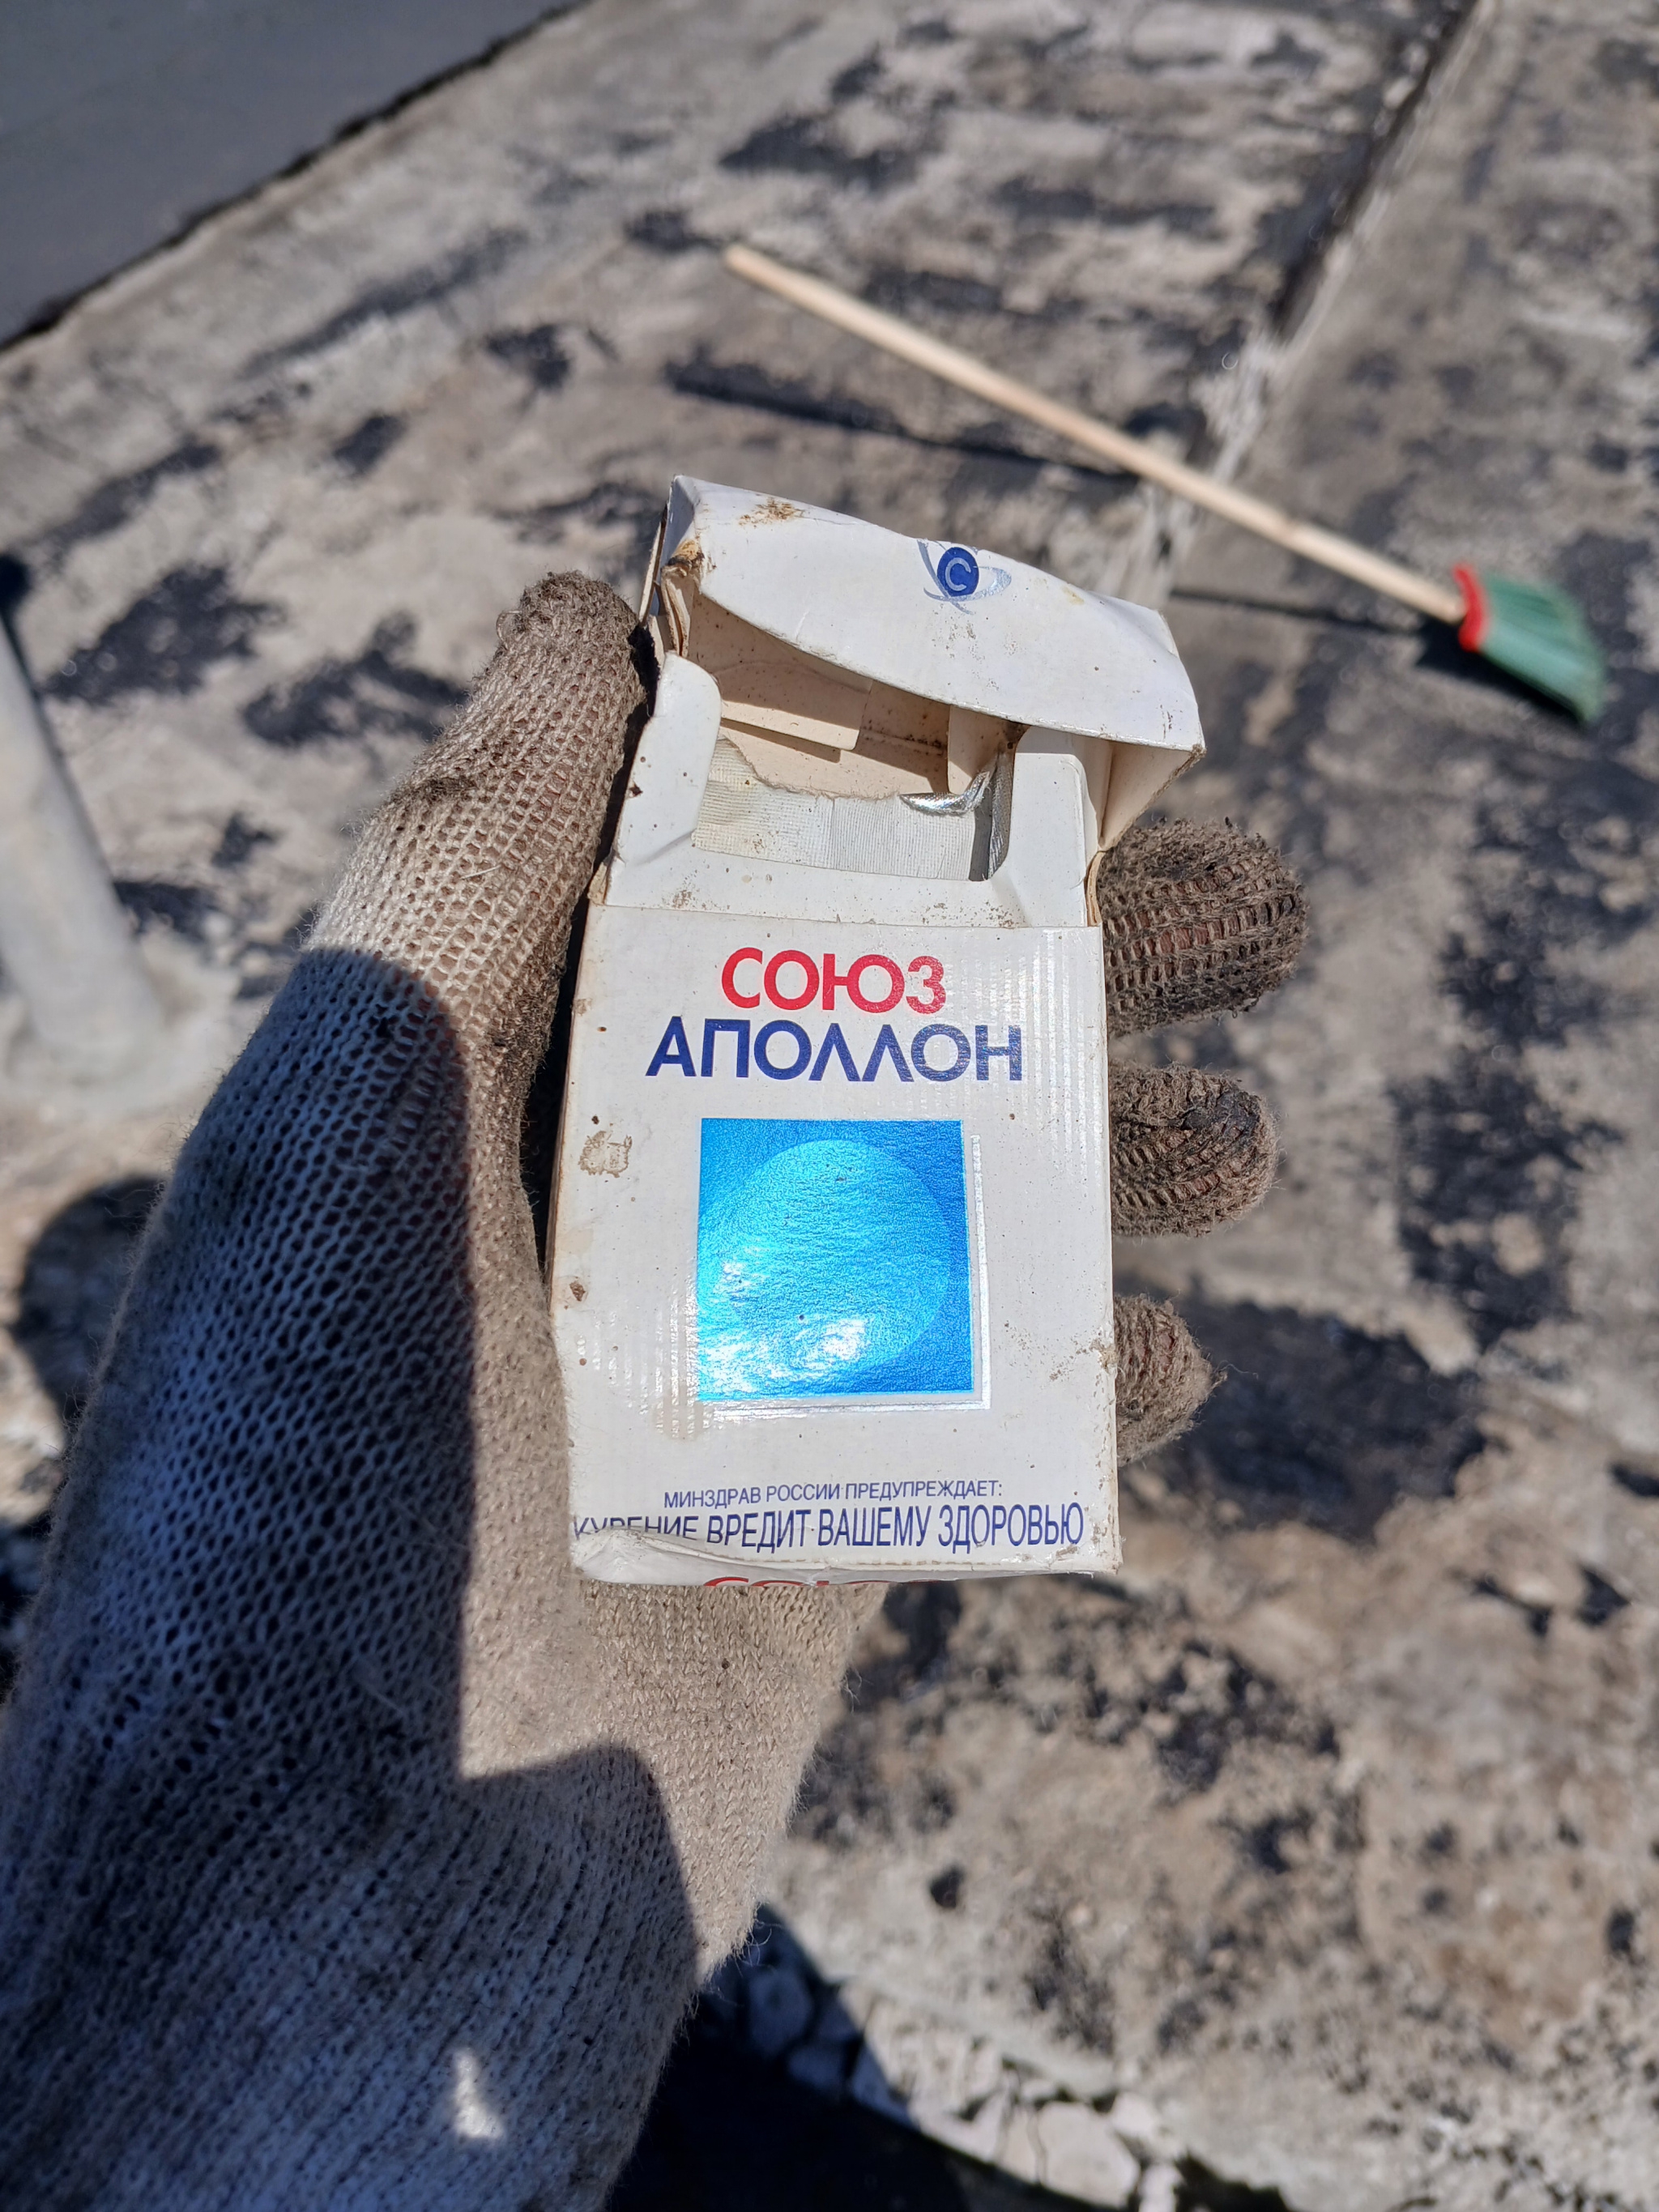 С
СОЮЗ
АПОЛЛОН
МИНЗДРАВ РОССИИ ПРЕДУПРЕЖДАЕТ:
КУРЕНИЕ ВРЕДИТ ВАШЕМУ ЗДОРОВЬЮ